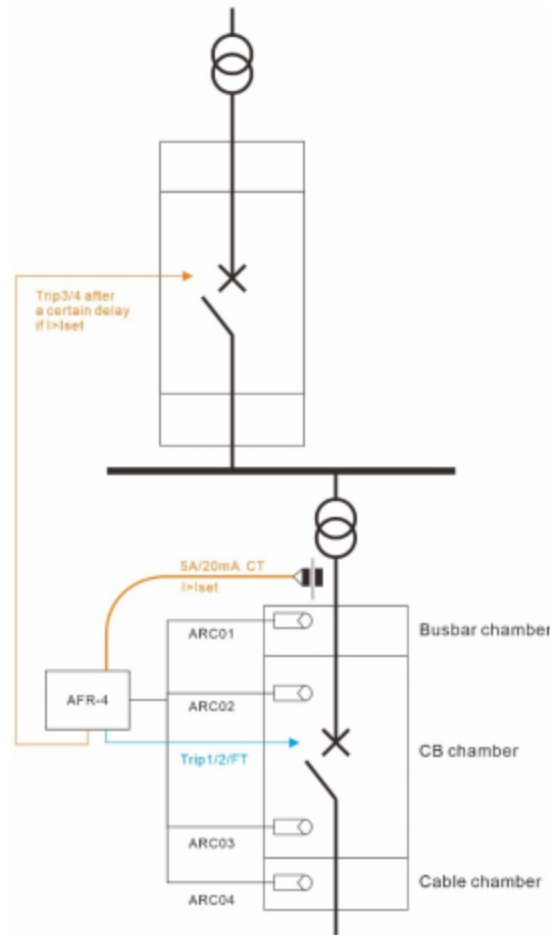 Trip3/4 after
a certain delay
if I>Iset
5A/20mA CT
I>Iset
ARC01
Busbar chamber
AFR-4
ARC02
Trip1/2/FT
CB chamber
ARC03
Cable chamber
ARC04